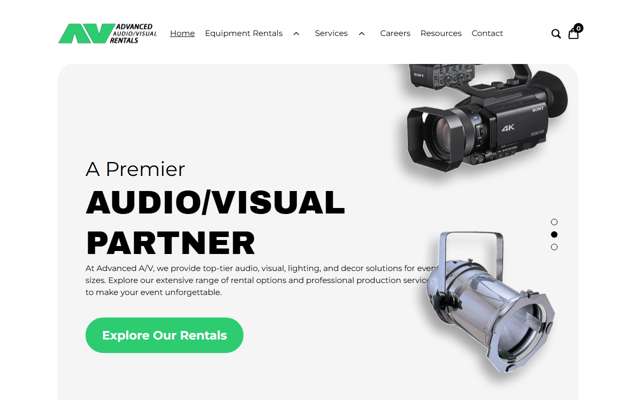 ADVANCED
AUDIO/VISUAL
RENTALS
Home
Equipment Rentals
Services
Careers
Resources
Contact
0
A Premier
AUDIO/VISUAL
PARTNER
At Advanced A/V, we provide top-tier audio, visual, lighting, and decor solutions for
sizes. Explore our extensive range of rental options and professional production
to make your event unforgettable.
Explore Our Rentals
SONY
4K